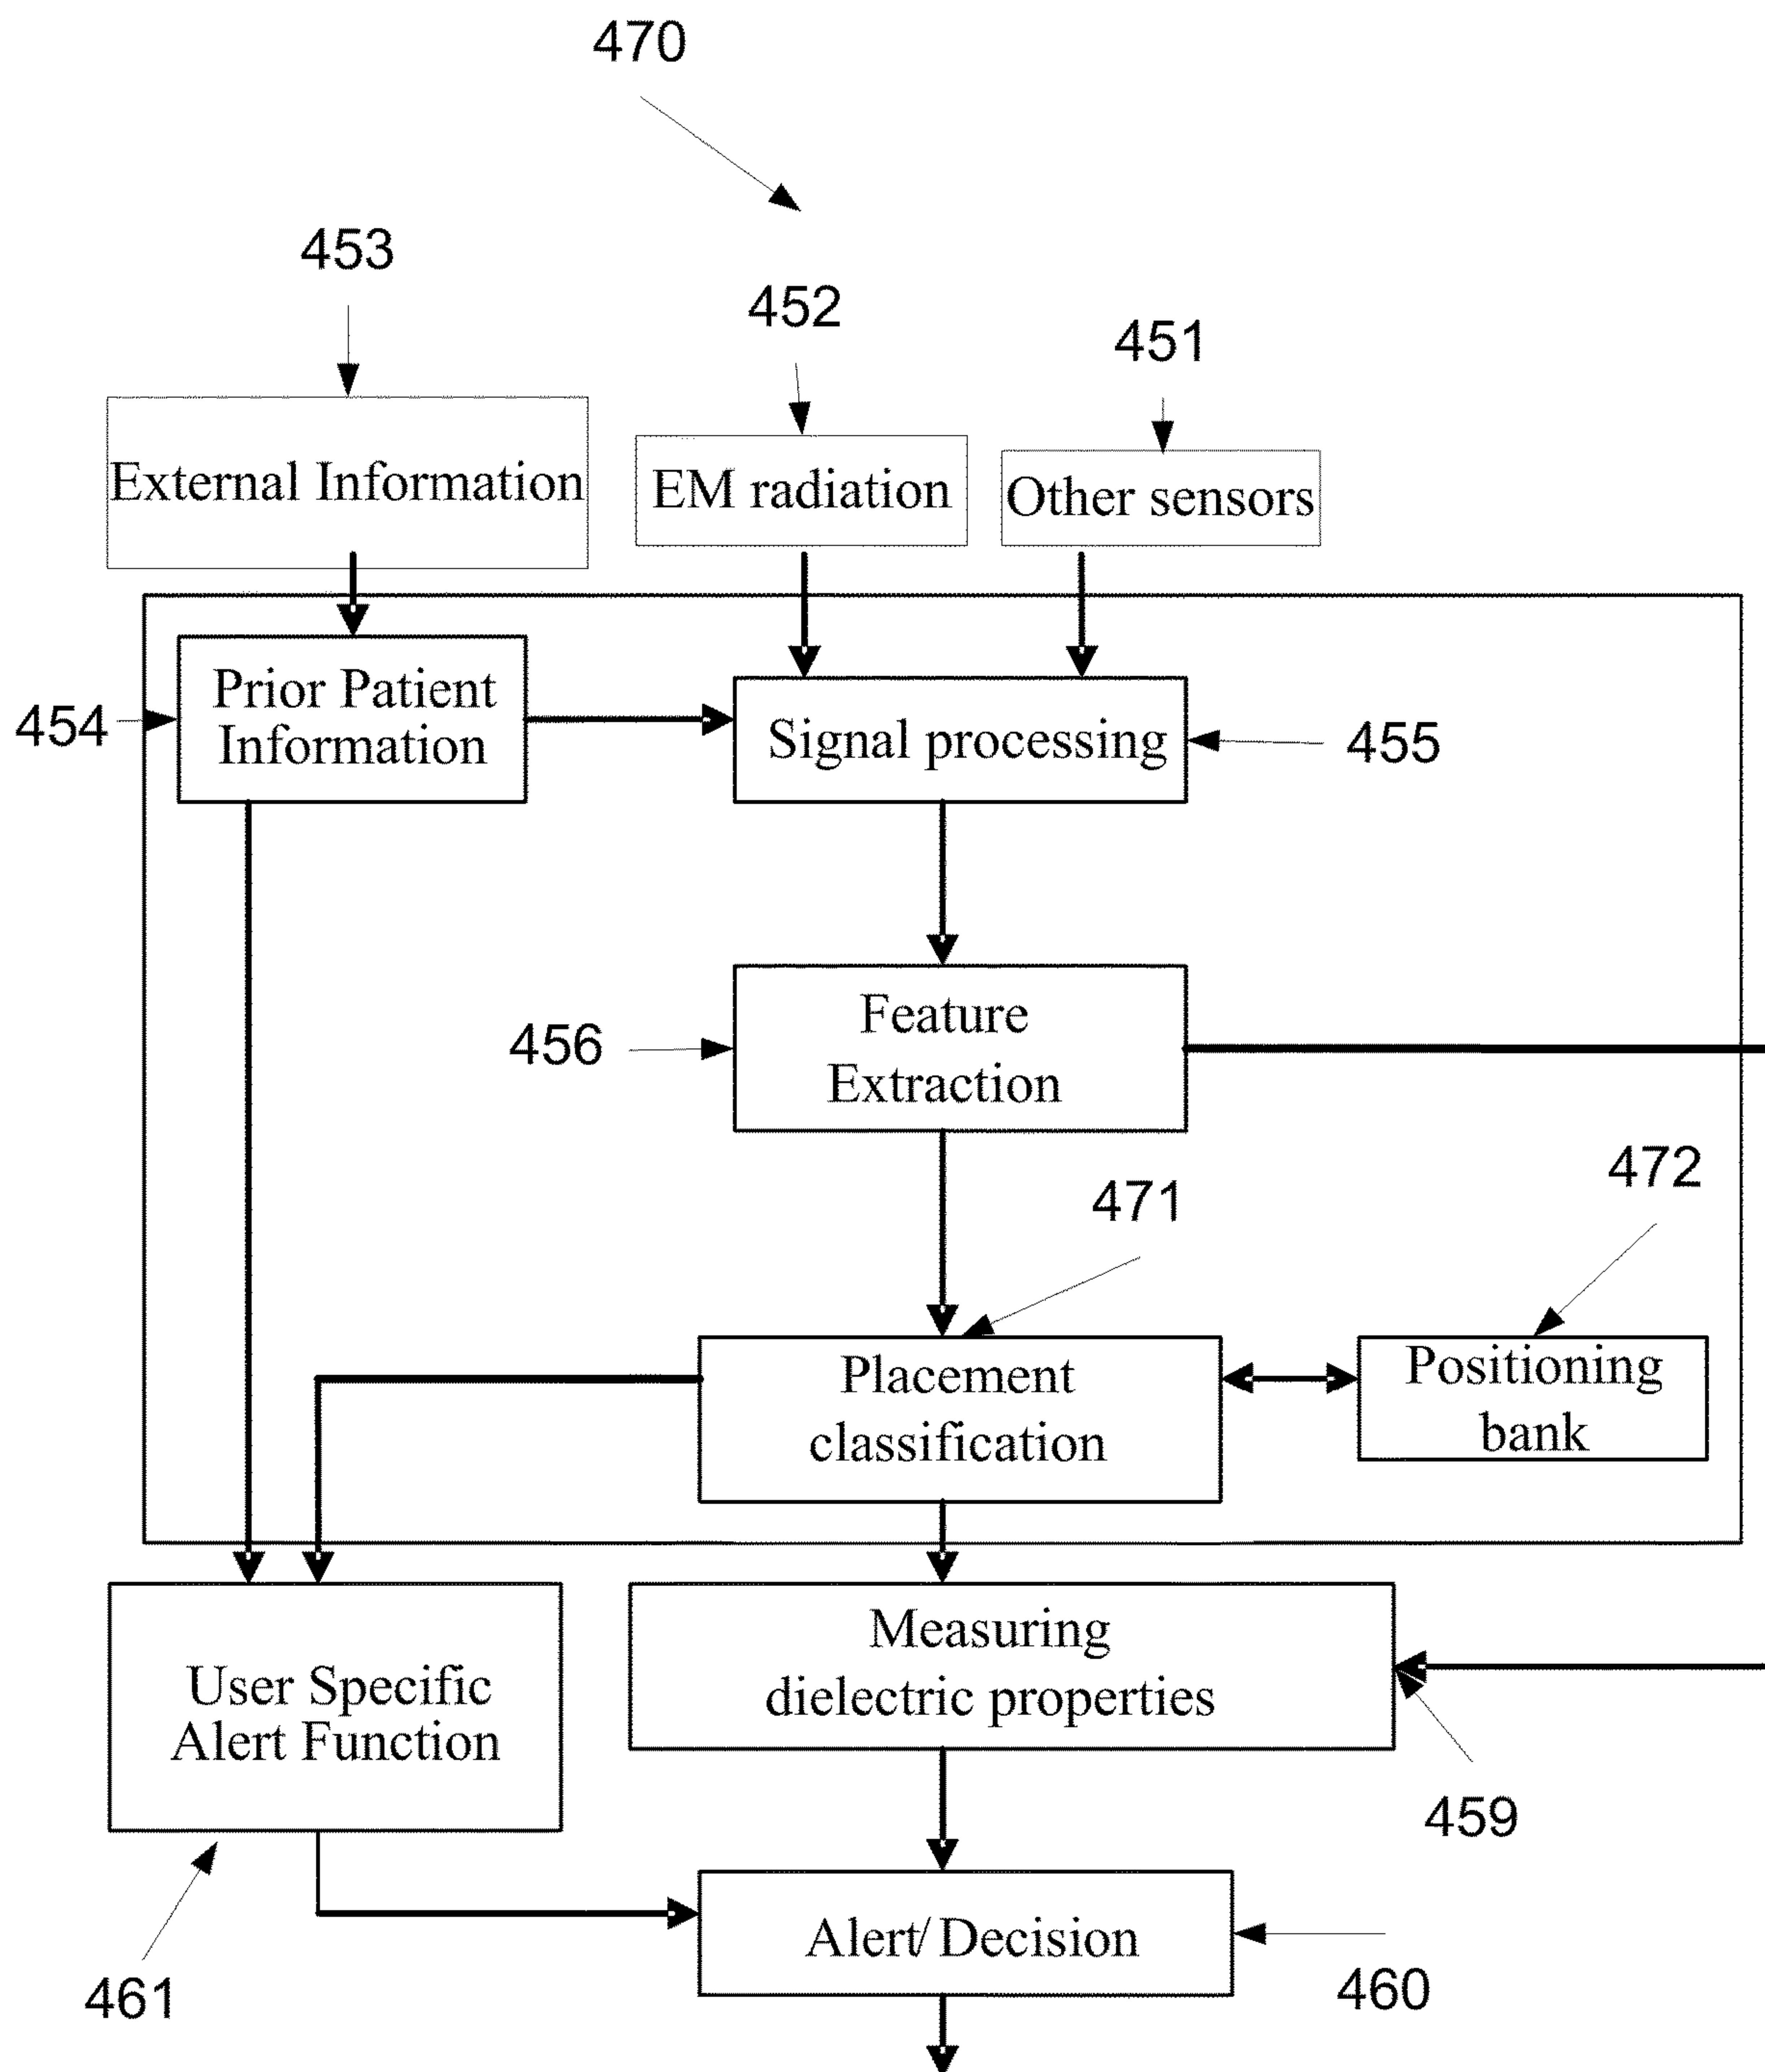 470
453
452
451
External Information
EM radiation
Other sensors
454
Prior Patient
Information
Signal processing
455
456
Feature
Extraction
471
472
Placement
classification
Positioning
bank
User Specific
Alert Function
Measuring
dielectric properties
459
461
Alert/ Decision
460